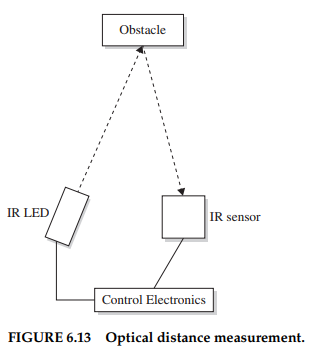 Obstacle
IR LED
IR sensor
Control Electronics
FIGURE 6.13 Optical distance measurement.